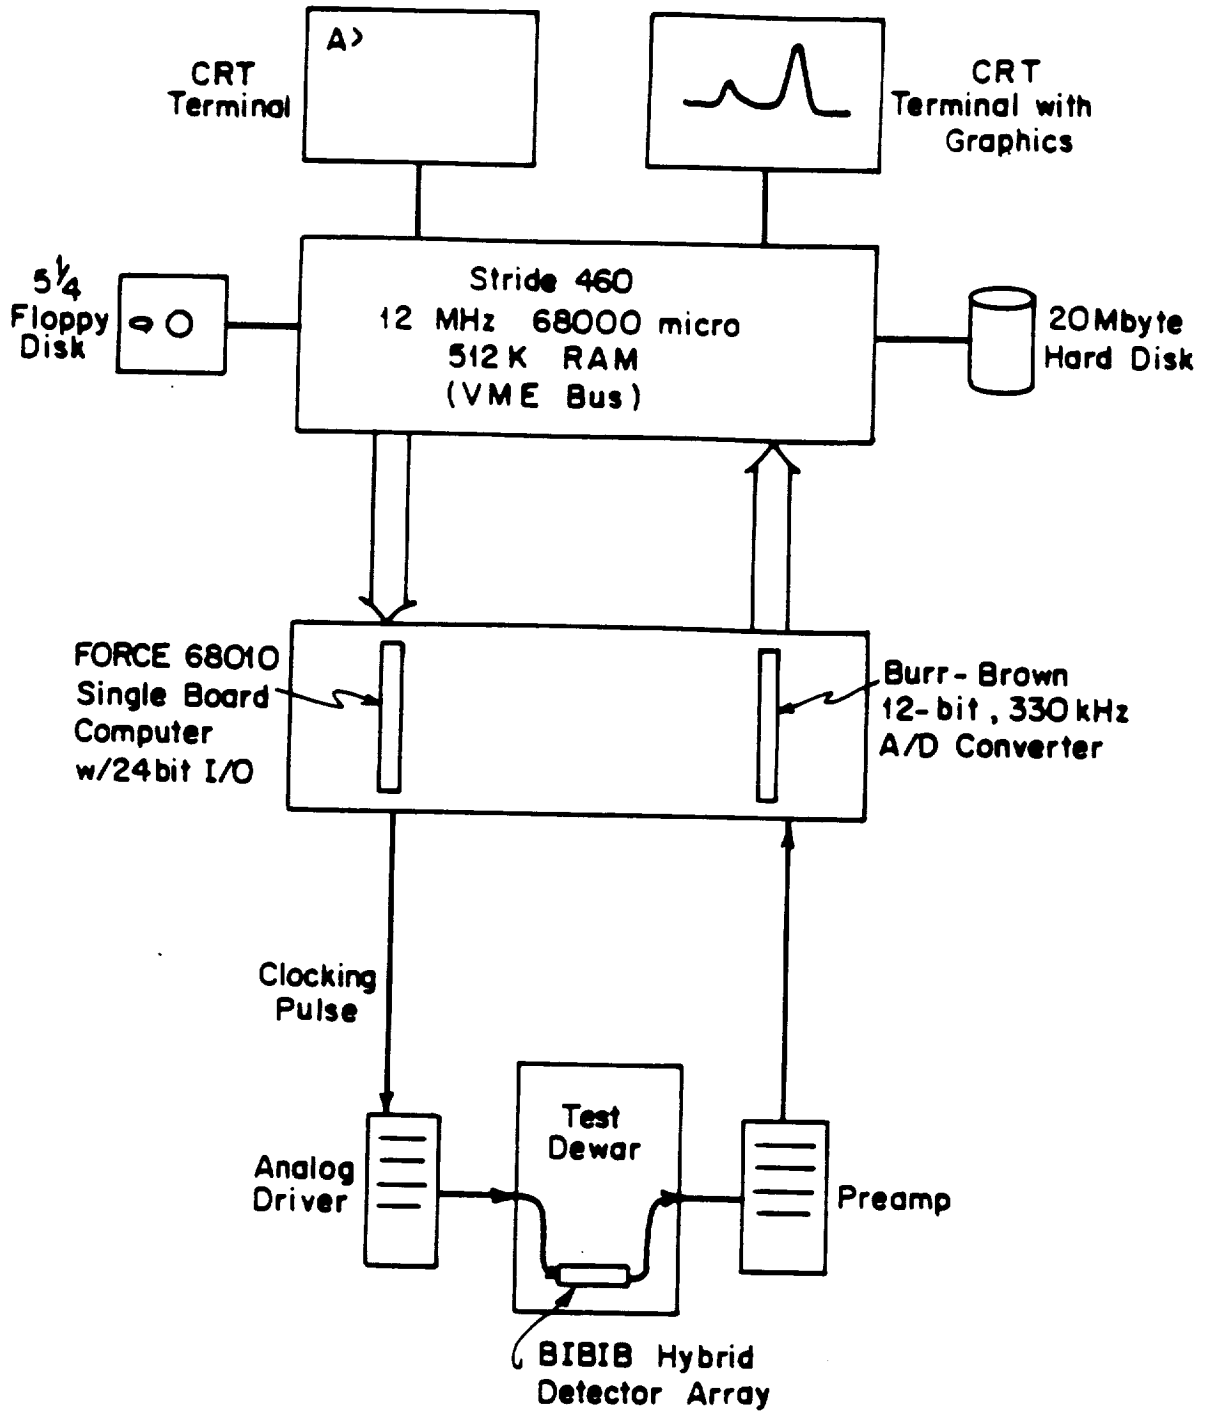 A>
CRT
Terminal
CRT
Terminal with
Graphics
5 1/4
Floppy
Disk
Stride 460
12 MHz 68000 micro
512K RAM
(VME Bus)
20Mbyte
Hard Disk
FORCE 68010
Single Board
Computer
w/24bit I/O
Burr-Brown
12-bit, 330kHz
A/D Converter
Clocking
Pulse
Analog
Driver
Test
Dewar
Preamp
BIBIB Hybrid
Detector Array